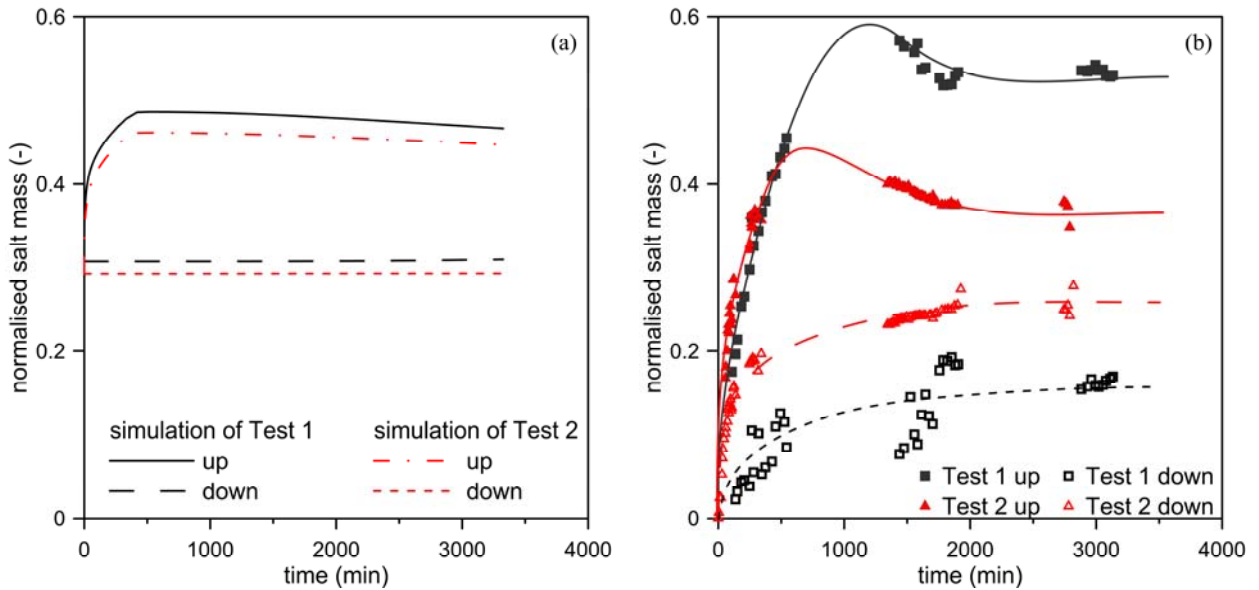 0.6
(a)
0.4
normalised salt mass (-)
0.2
simulation of Test 1
simulation of Test 2
up
up
down
down
0
0
1000
2000
3000
4000
time (min)
0.6
(b)
0.4
normalised salt mass (-)
0.2
Test 1 up
Test 1 down
Test 2 up
Test 2 down
0
0
1000
2000
3000
4000
time (min)